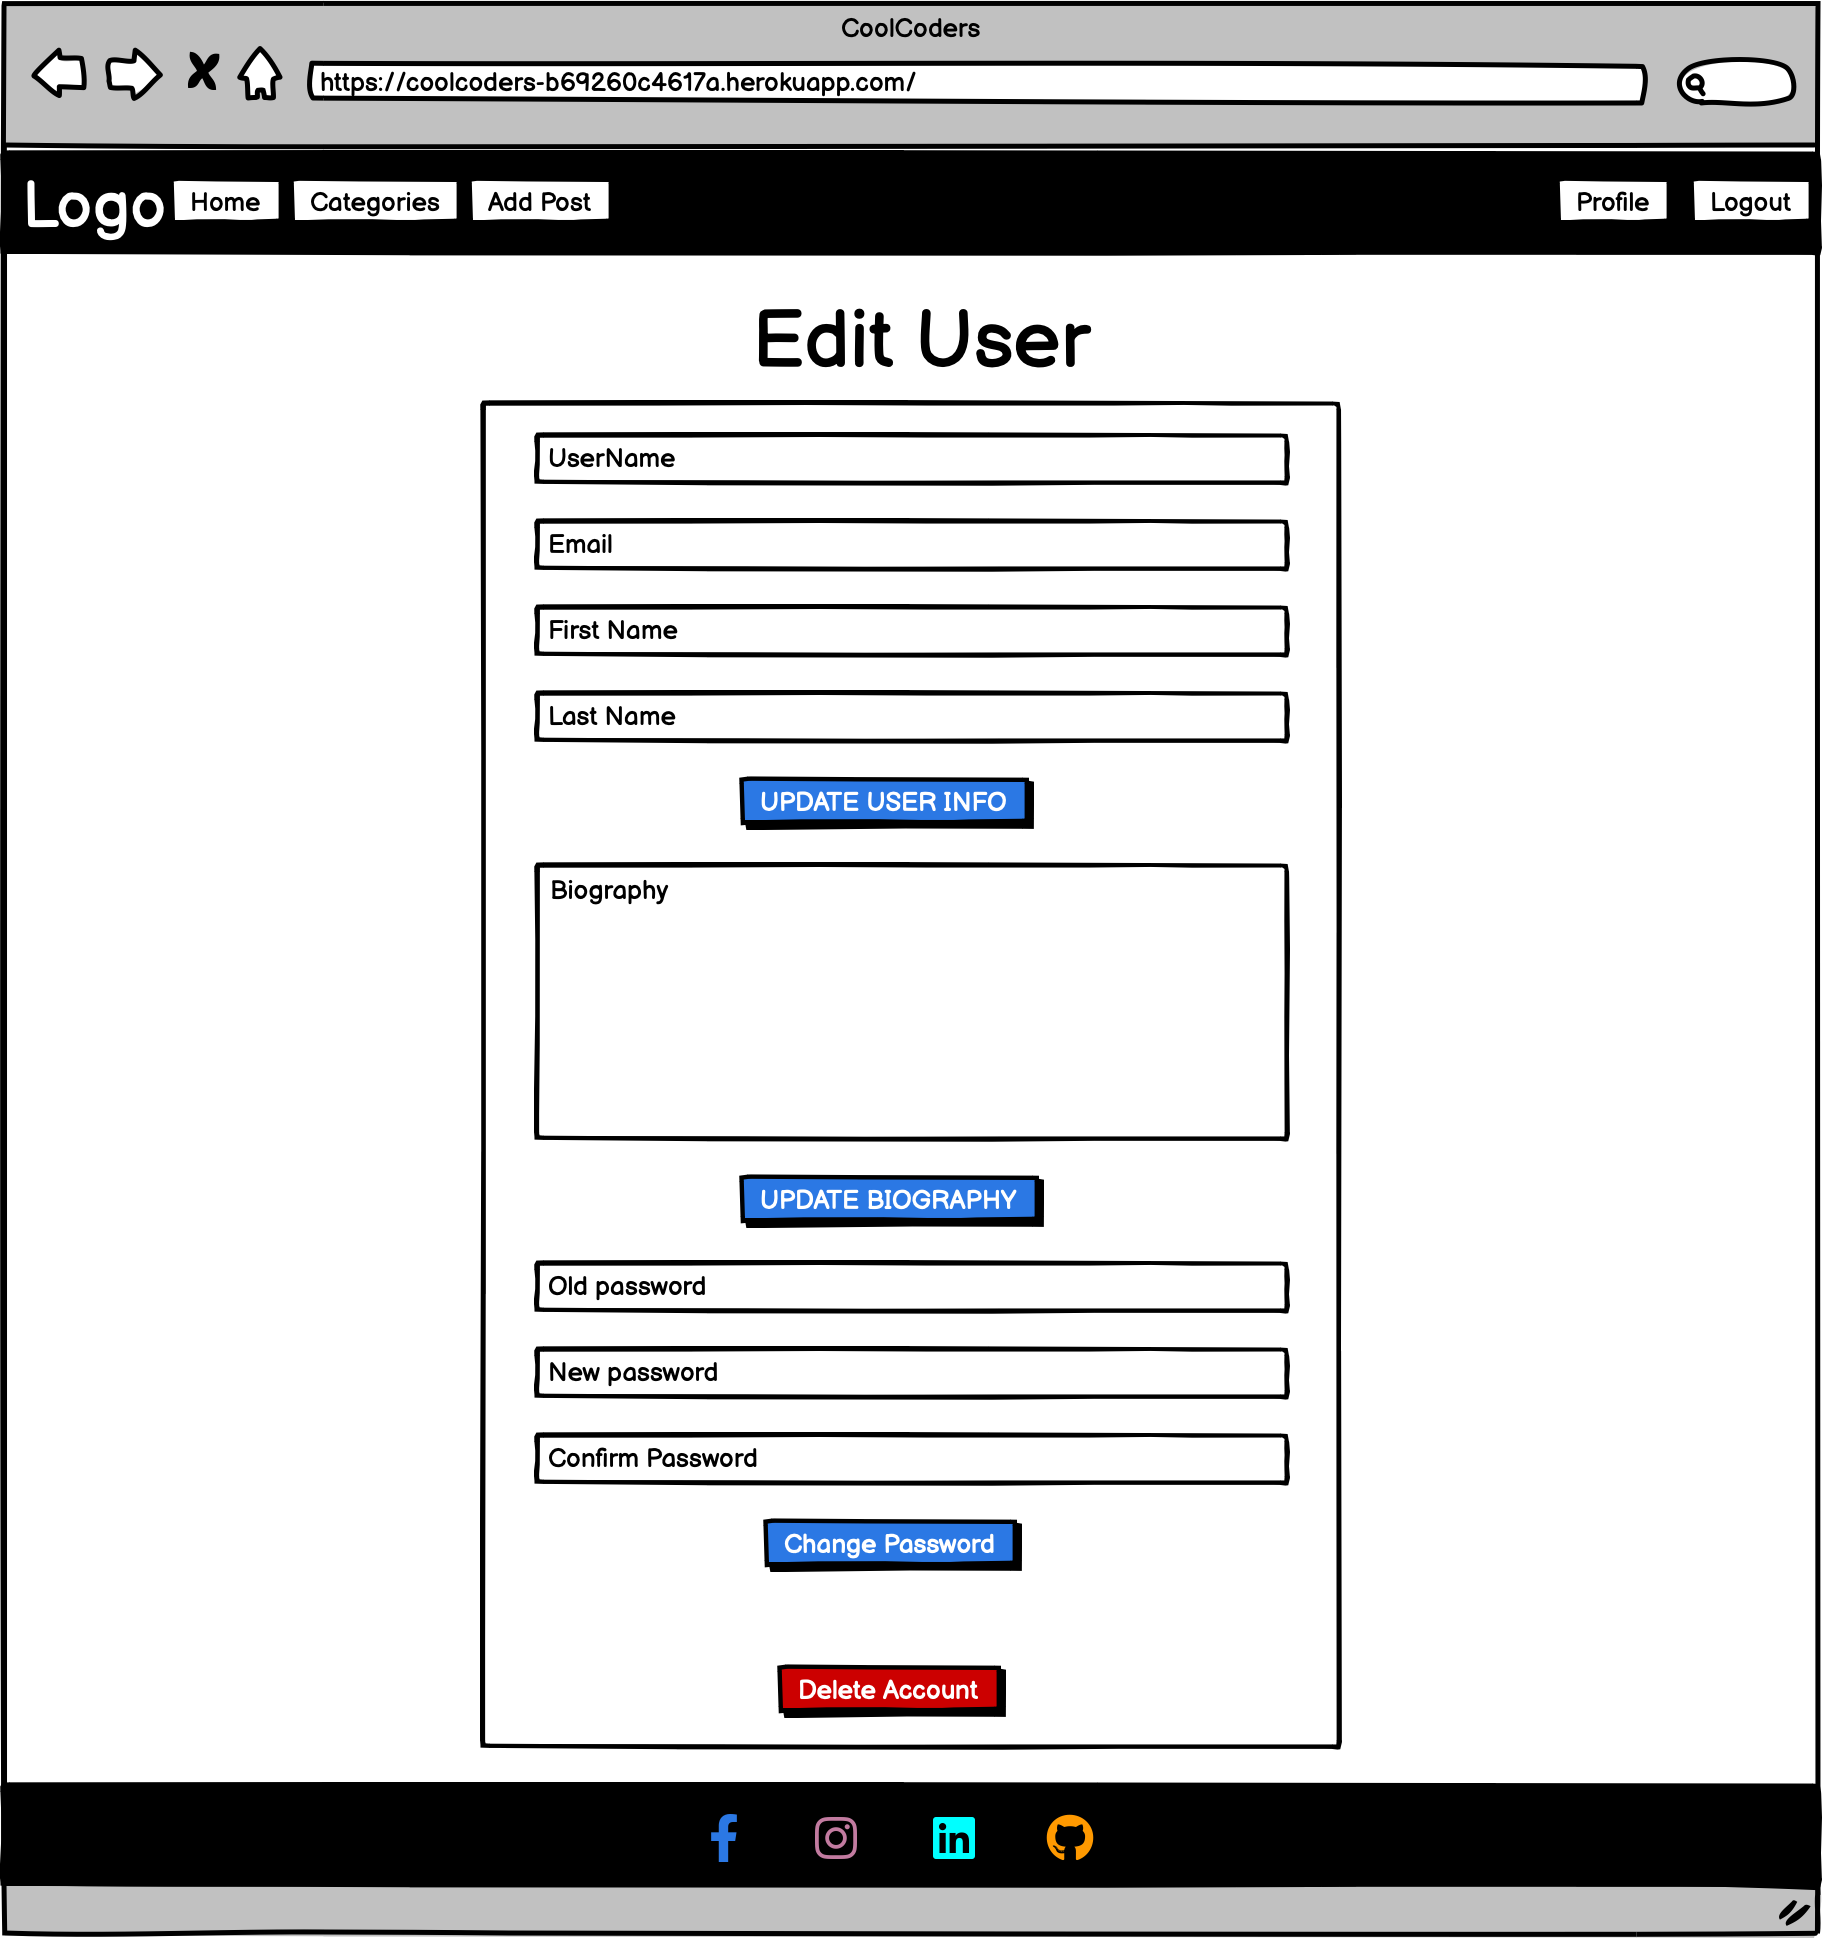 CoolCoders
https://coolcoders-b69260c4617a.herokuapp.com/
Logo Home Categories Add Post Profile Logout
Edit User
UserName
Email
First Name
Last Name
UPDATE USER INFO
Biography
UPDATE BIOGRAPHY
Old password
New password
Confirm Password
Change Password
Delete Account